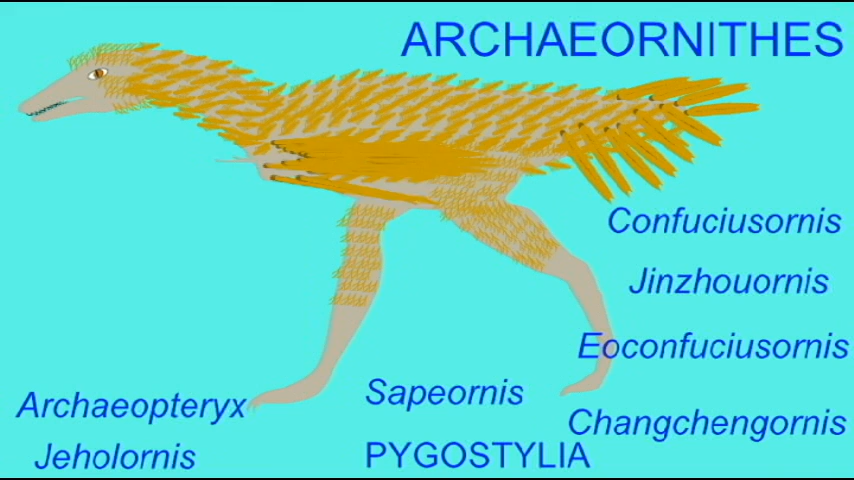 ARCHAEORNITHES
Confuciusornis
Jinzhouornis
Eoconfuciusornis
Changchengornis
Sapeornis
PYGOSTYLIA
Archaeopteryx
Jeholornis